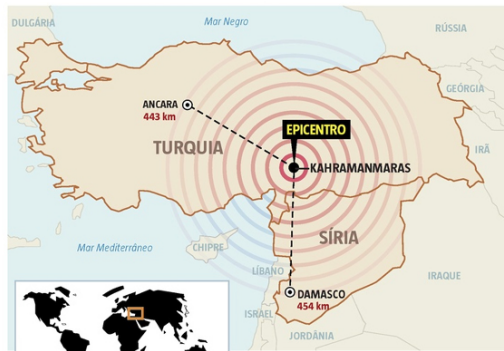 BULGÁRIA
Mar Negro
RÚSSIA
GEÓRGIA
ANCARA
443 km
EPICENTRO
TURQUIA
KAHRAMANMARAS
IRÃ
Mar Mediterrâneo
CHIPRE
SÍRIA
LÍBANO
IRAQUE
DAMASCO
454 km
ISRAEL
JORDÂNIA